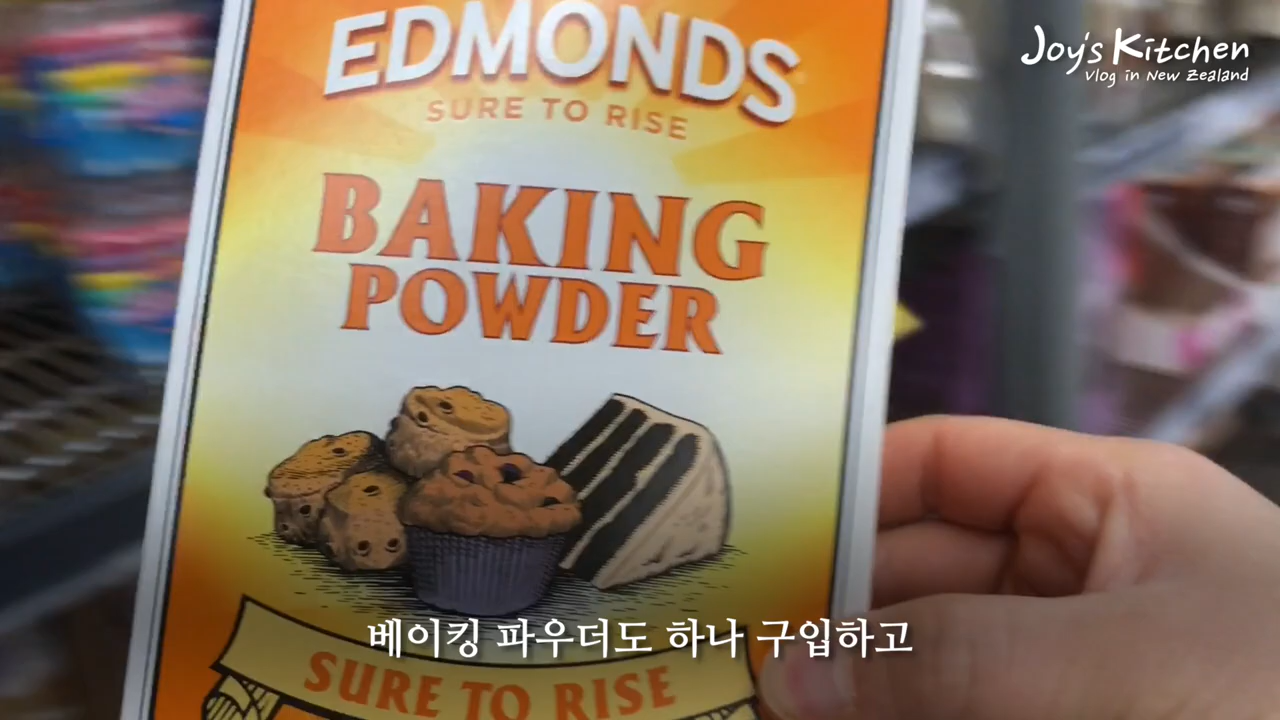 EDMONDS
SURE TO RISE
Joy's Kitchen
Vlog in New Zealand
BAKING
POWDER
베이킹 파우더도 하나 구입하고
SURE TO RISE